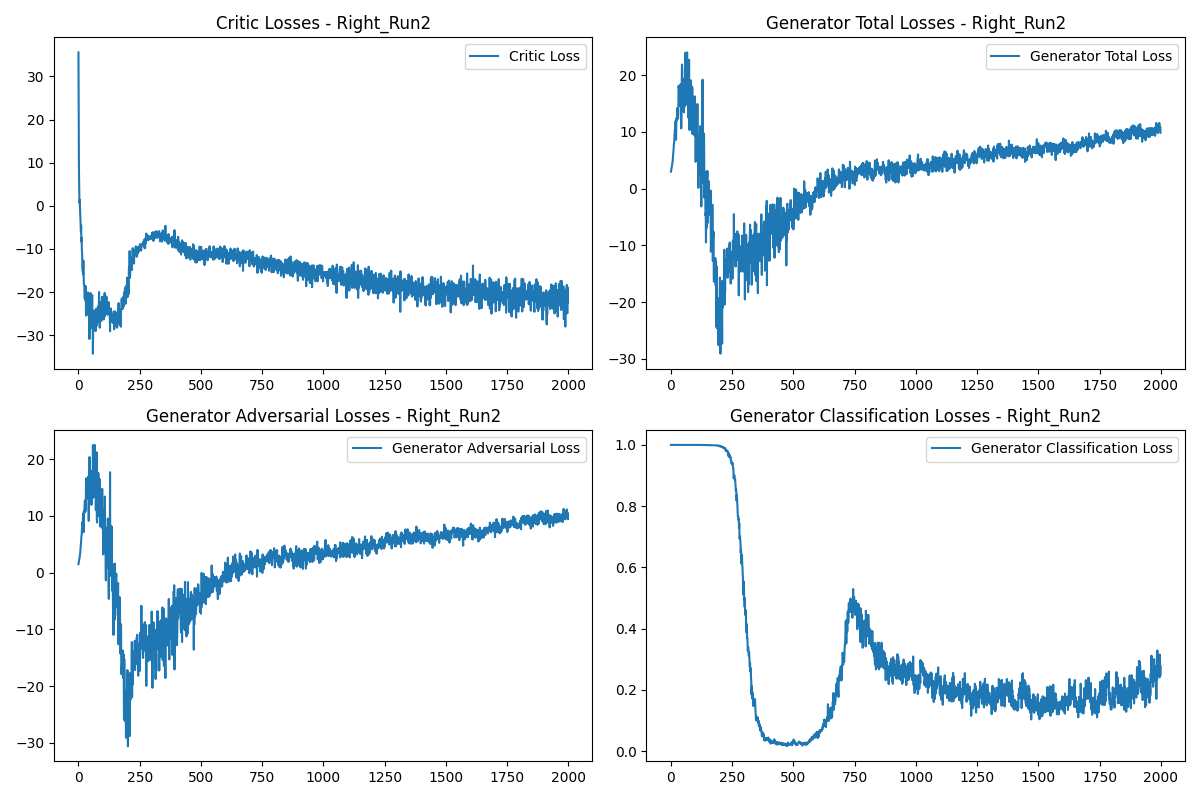 Critic Losses - Right_Run2
Critic Loss
30
20
10
0
−10
−20
−30
0 250 500 750 1000 1250 1500 1750 2000
Generator Total Losses - Right_Run2
Generator Total Loss
20
10
0
−10
−20
−30
0 250 500 750 1000 1250 1500 1750 2000
Generator Adversarial Losses - Right_Run2
Generator Adversarial Loss
20
10
0
−10
−20
−30
0 250 500 750 1000 1250 1500 1750 2000
Generator Classification Losses - Right_Run2
Generator Classification Loss
1.0
0.8
0.6
0.4
0.2
0.0
0 250 500 750 1000 1250 1500 1750 2000